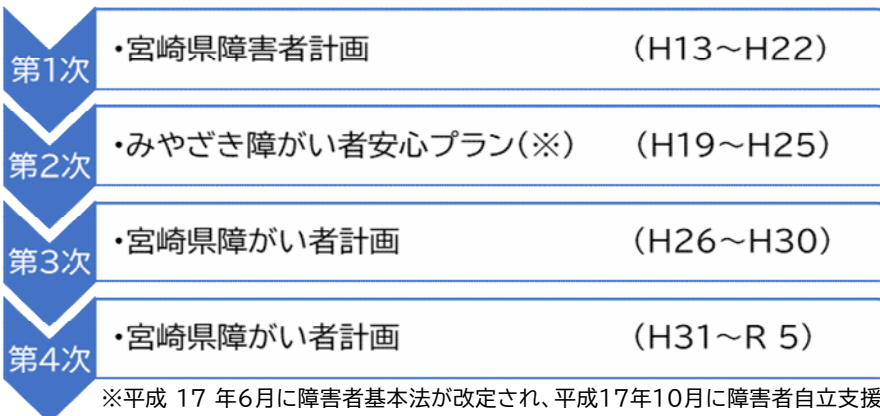 第1次 ・宮崎県障害者計画 （H13～H22）
第2次 ・みやざき障がい者安心プラン（※） （H19～H25）
第3次 ・宮崎県障がい者計画 （H26～H30）
第4次 ・宮崎県障がい者計画 （H31～R 5）
※平成 17 年6月に障害者基本法が改定され、平成17年10月に障害者自立支援